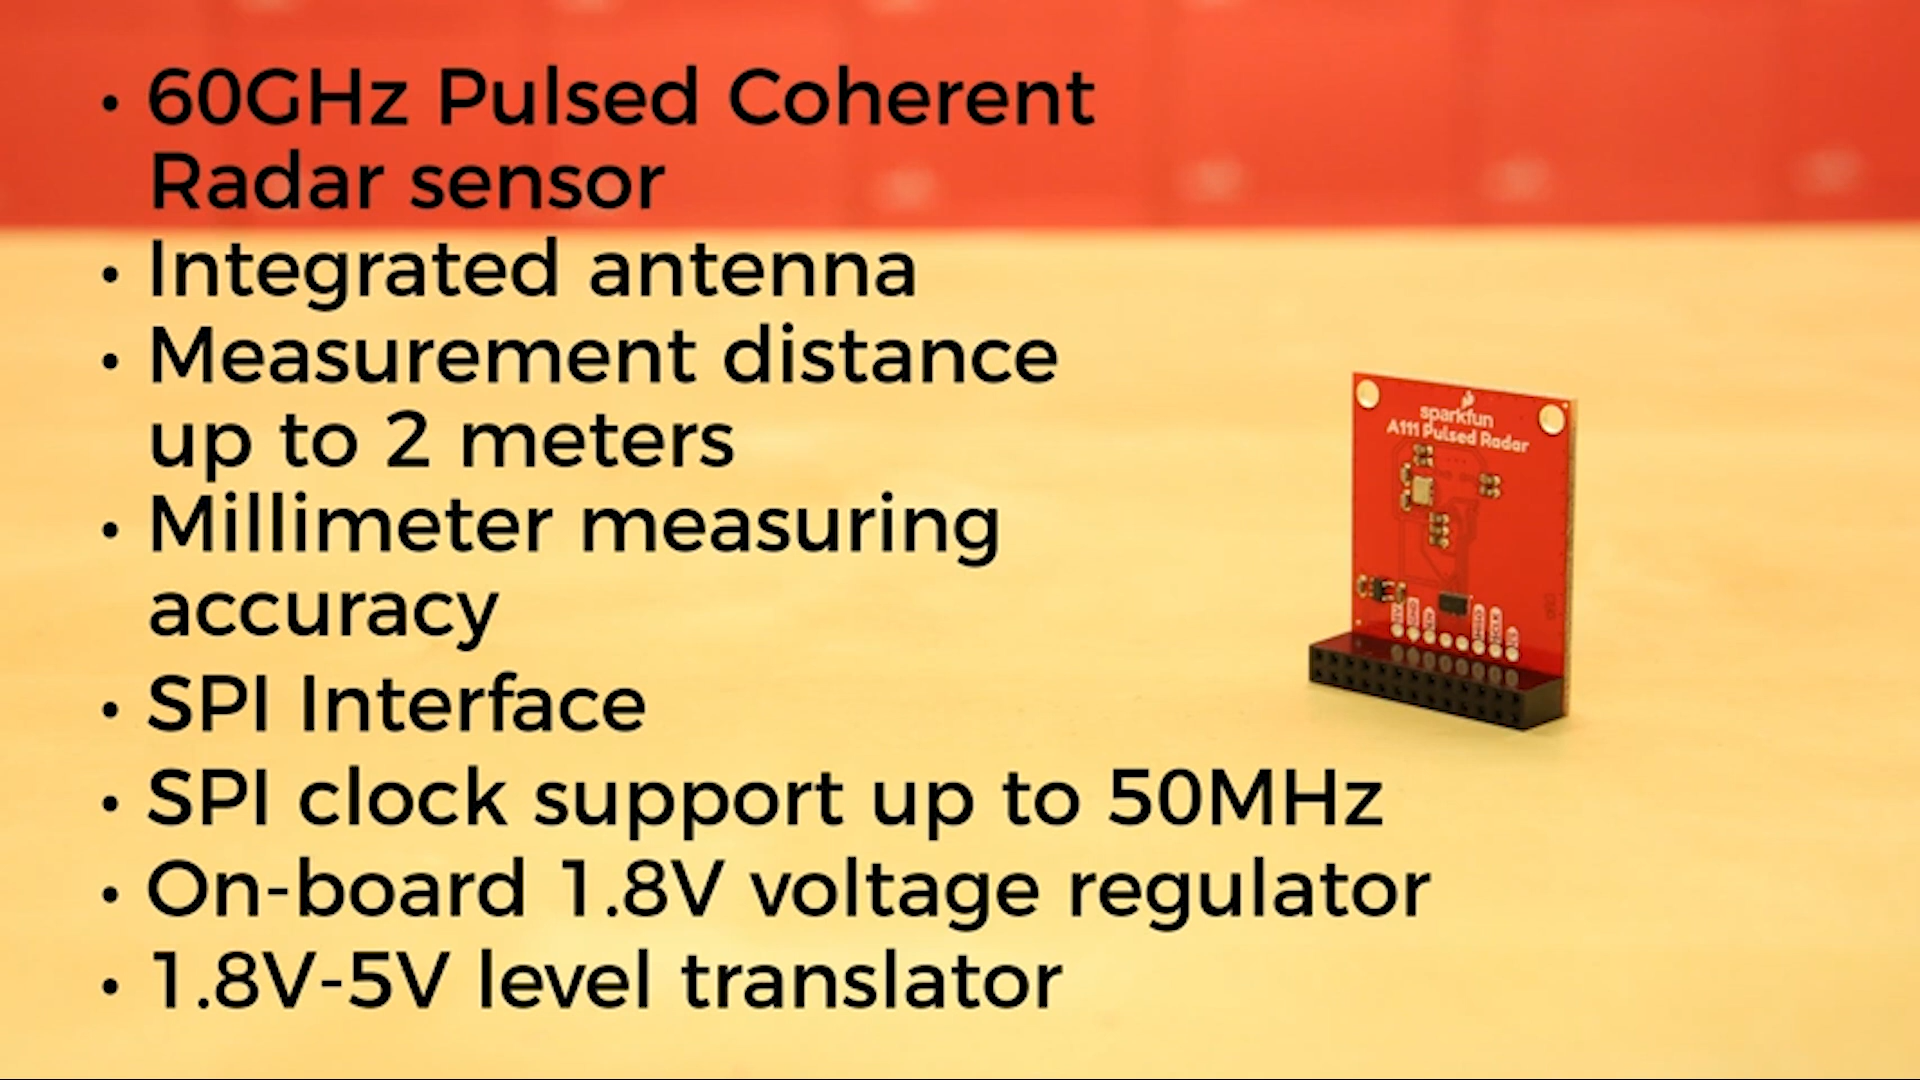 • 60GHz Pulsed Coherent
Radar sensor
• Integrated antenna
• Measurement distance
up to 2 meters
• Millimeter measuring
accuracy
• SPI Interface
• SPI clock support up to 50MHz
• On-board 1.8V voltage regulator
• 1.8V-5V level translator
sparkfun
A111 Pulsed Radar